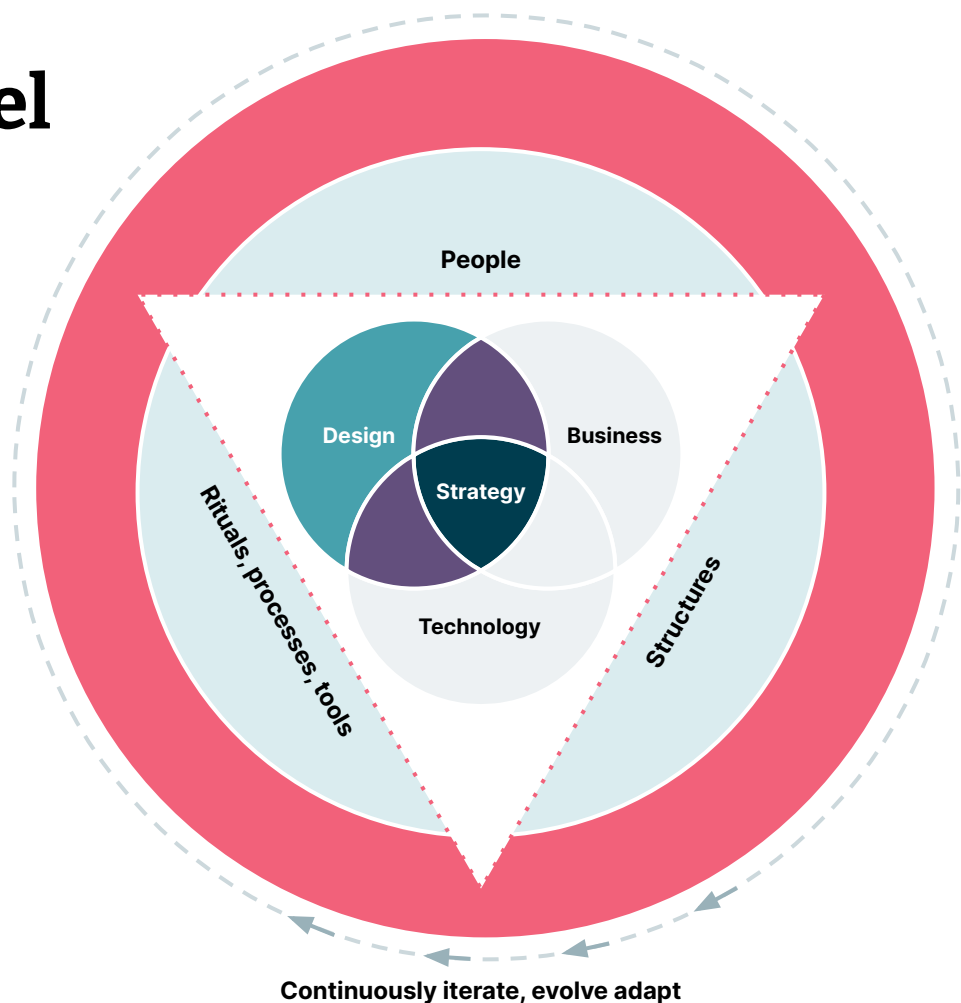 el
People
Design
Business
Strategy
Rituals, processes, tools
Structures
Technology
Continuously iterate, evolve adapt